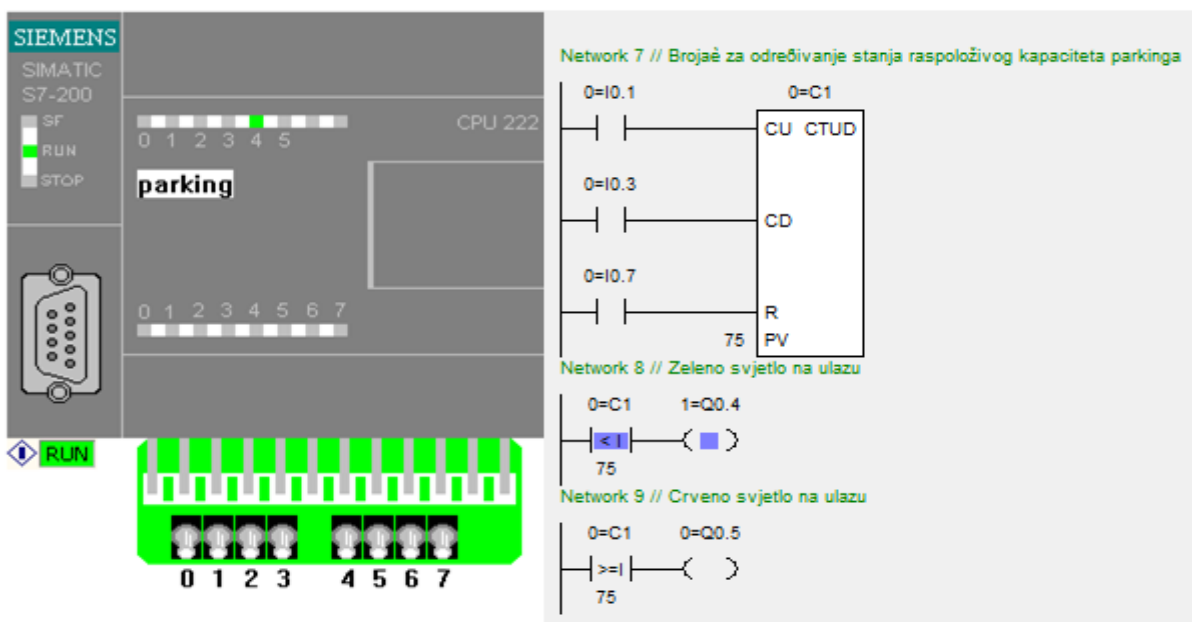 SIEMENS
SIMATIC
S7-200
SF
RUN
STOP
0 1 2 3 4 5
CPU 222
parking
0 1 2 3 4 5 6 7
RUN
0 1 2 3 4 5 6 7
Network 7 // Brojaè za odreðivanje stanja raspoloživog kapaciteta parkinga
0=I0.1 0=C1
CU CTUD
0=I0.3
CD
0=I0.7
R
75 PV
Network 8 // Zeleno svjetlo na ulazu
0=C1 1=Q0.4
<I
75
Network 9 // Crveno svjetlo na ulazu
0=C1 0=Q0.5
>=I
75